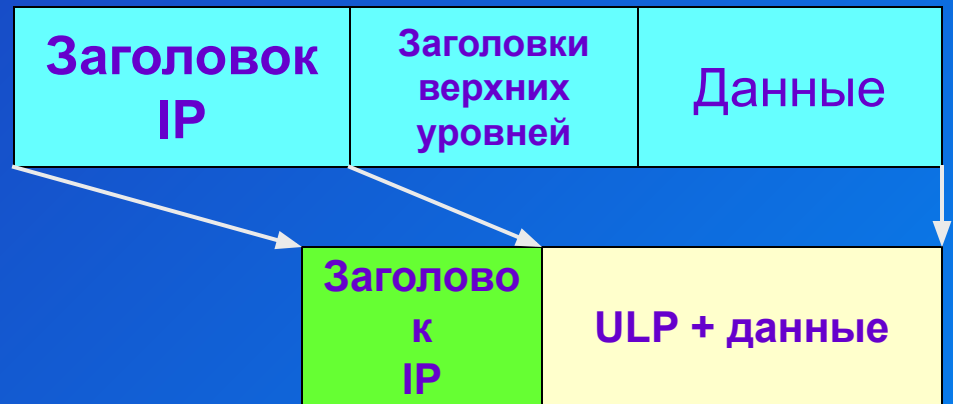 Заголовок
IP
Заголовки
верхних
уровней
Данные
Заголово
к
IP
ULP + данные